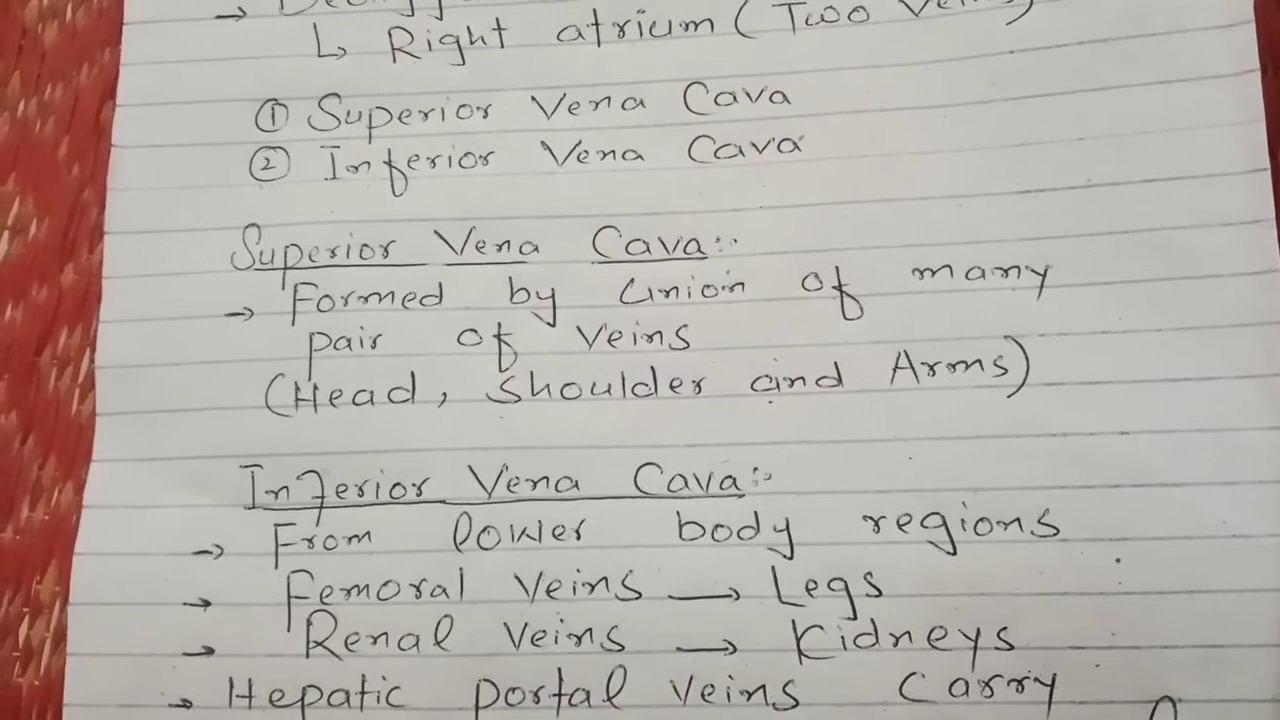 →
↳ Right atrium (Two Veins)
① Superior Vena Cava
② Inferior Vena Cava
Superior Vena Cava:-
→ Formed by Union of many
pair of veins
(Head, Shoulder and Arms)
Inferior Vena Cava:-
→ From lower body regions
→ Femoral Veins → Legs
→ Renal Veins → Kidneys
→ Hepatic portal veins Carry